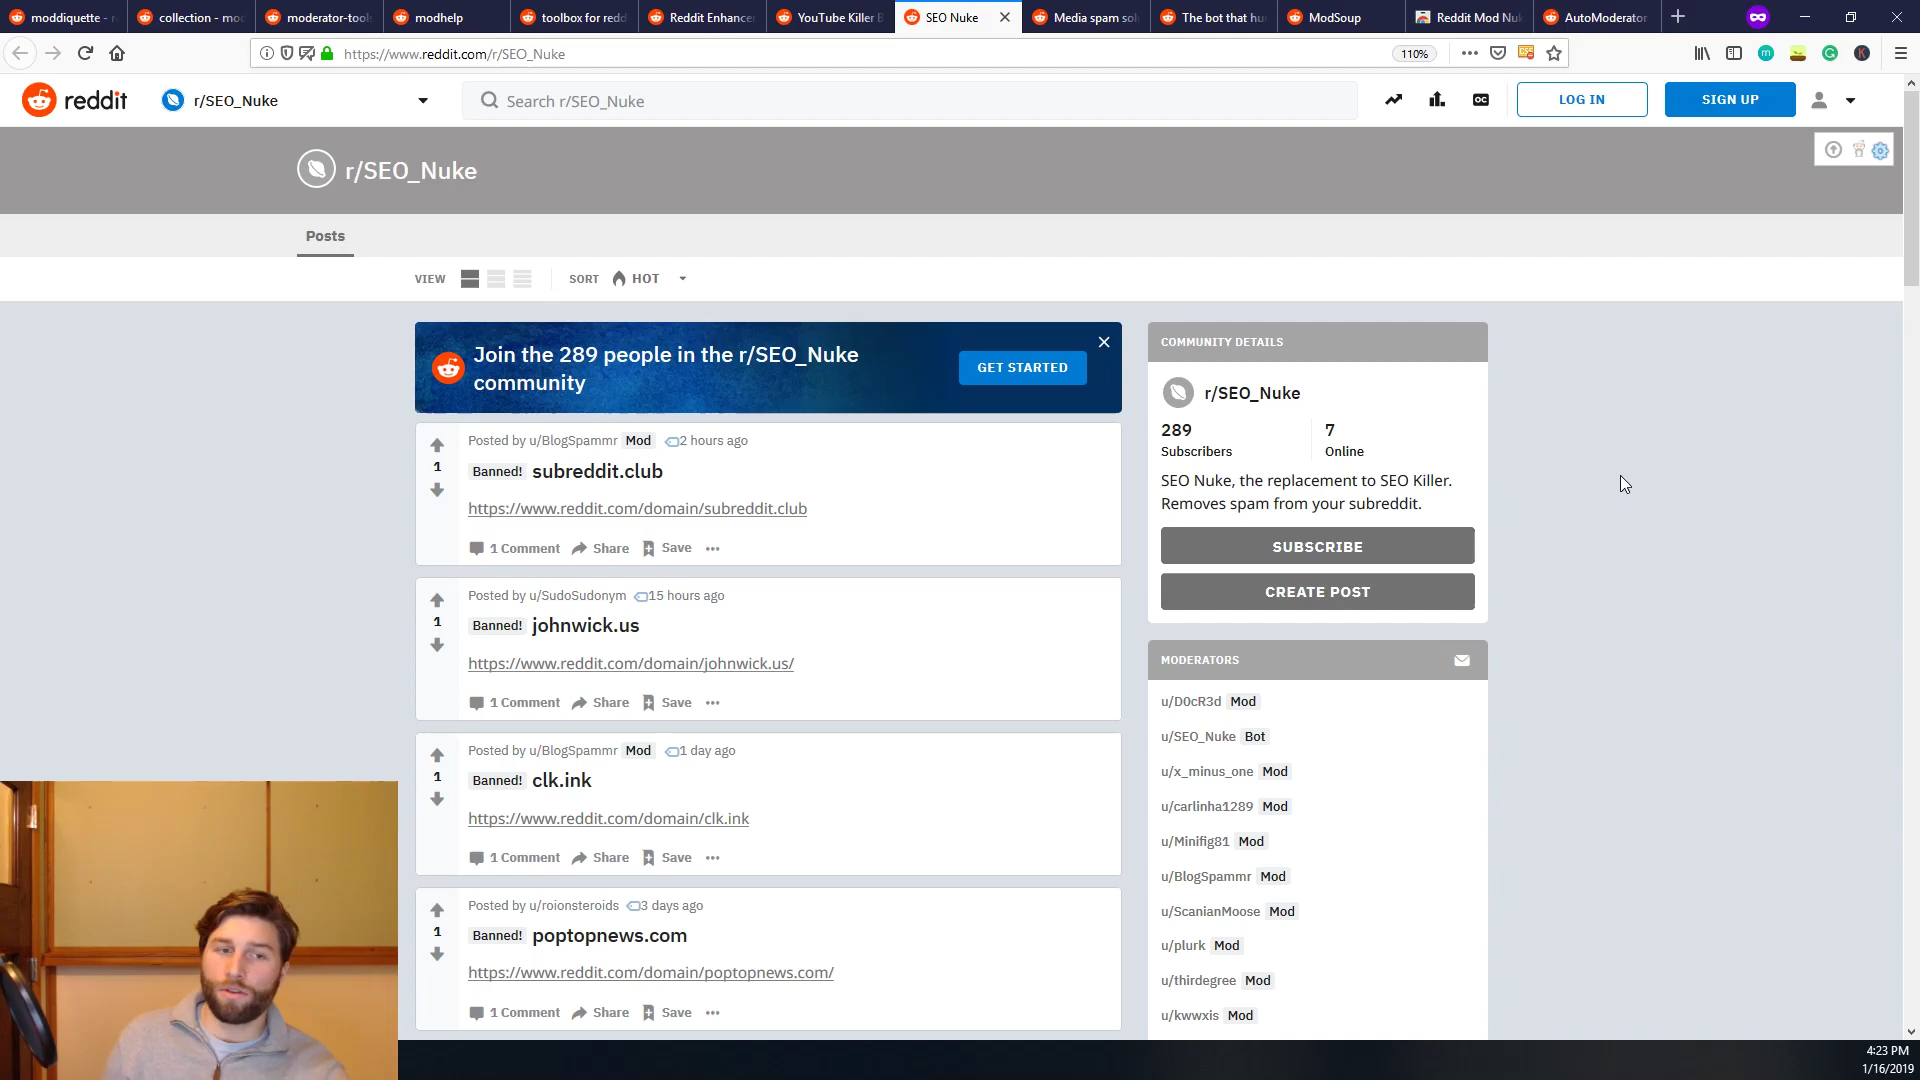 moddiquette - r
collection - mod
moderator-tools
modhelp
toolbox for redd
Reddit Enhancer
YouTube Killer B
SEO Nuke
Media spam solu
The bot that hu
ModSoup
Reddit Mod Nuk
AutoModerator
https://www.reddit.com/r/SEO_Nuke
110%
reddit
r/SEO_Nuke
Search r/SEO_Nuke
OC
LOG IN
SIGN UP
r/SEO_Nuke
Posts
VIEW
SORT
HOT
Join the 289 people in the r/SEO_Nuke
community
GET STARTED
Posted by u/BlogSpammr Mod 2 hours ago
1
Banned! subreddit.club
https://www.reddit.com/domain/subreddit.club
1 Comment Share Save
Posted by u/SudoSudonym 15 hours ago
1
Banned! johnwick.us
https://www.reddit.com/domain/johnwick.us/
1 Comment Share Save
Posted by u/BlogSpammr Mod 1 day ago
1
Banned! clk.ink
https://www.reddit.com/domain/clk.ink
1 Comment Share Save
Posted by u/roionsteroids 3 days ago
1
Banned! poptopnews.com
https://www.reddit.com/domain/poptopnews.com/
1 Comment Share Save
COMMUNITY DETAILS
r/SEO_Nuke
289
Subscribers
7
Online
SEO Nuke, the replacement to SEO Killer.
Removes spam from your subreddit.
SUBSCRIBE
CREATE POST
MODERATORS
u/D0cR3d Mod
u/SEO_Nuke Bot
u/x_minus_one Mod
u/carlinha1289 Mod
u/Minifig81 Mod
u/BlogSpammr Mod
u/ScanianMoose Mod
u/plurk Mod
u/thirdegree Mod
u/kwwxis Mod
4:23 PM
1/16/2019